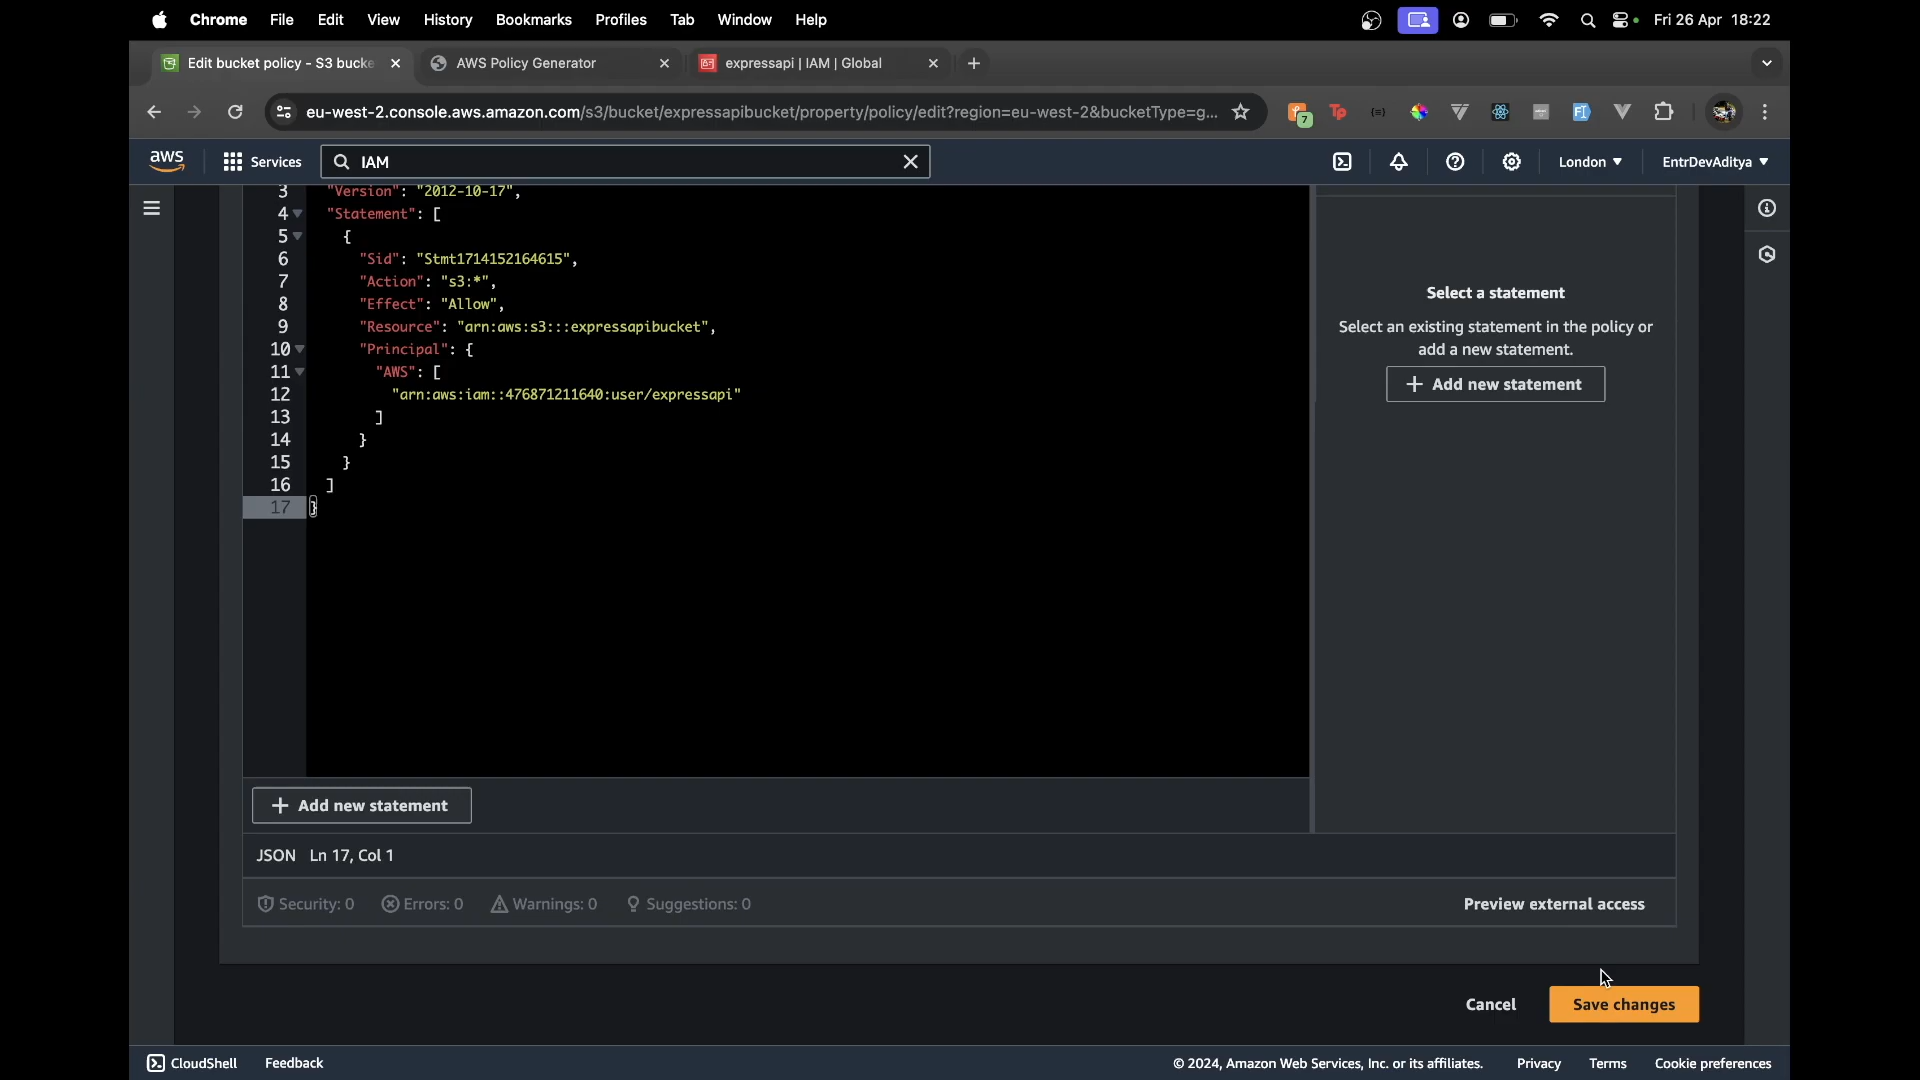 Chrome File Edit View History Bookmarks Profiles Tab Window Help Fri 26 Apr 18:22
Edit bucket policy - S3 bucke AWS Policy Generator expressapi | IAM | Global
eu-west-2.console.aws.amazon.com/s3/bucket/expressapibucket/property/policy/edit?region=eu-west-2&bucketType=g... 7 Tp {=} FI
aws Services IAM London EntrDevAditya
3 "Version": "2012-10-17",
4 "Statement": [
5 {
6 "Sid": "Stmt1714152164615",
7 "Action": "s3:*",
8 "Effect": "Allow",
9 "Resource": "arn:aws:s3:::expressapibucket",
10 "Principal": {
11 "AWS": [
12 "arn:aws:iam::476871211640:user/expressapi"
13 ]
14 }
15 }
16 ]
17 }
Select a statement
Select an existing statement in the policy or
add a new statement.
+ Add new statement
+ Add new statement
JSON Ln 17, Col 1
Security: 0 Errors: 0 Warnings: 0 Suggestions: 0 Preview external access
Cancel Save changes
CloudShell Feedback © 2024, Amazon Web Services, Inc. or its affiliates. Privacy Terms Cookie preferences